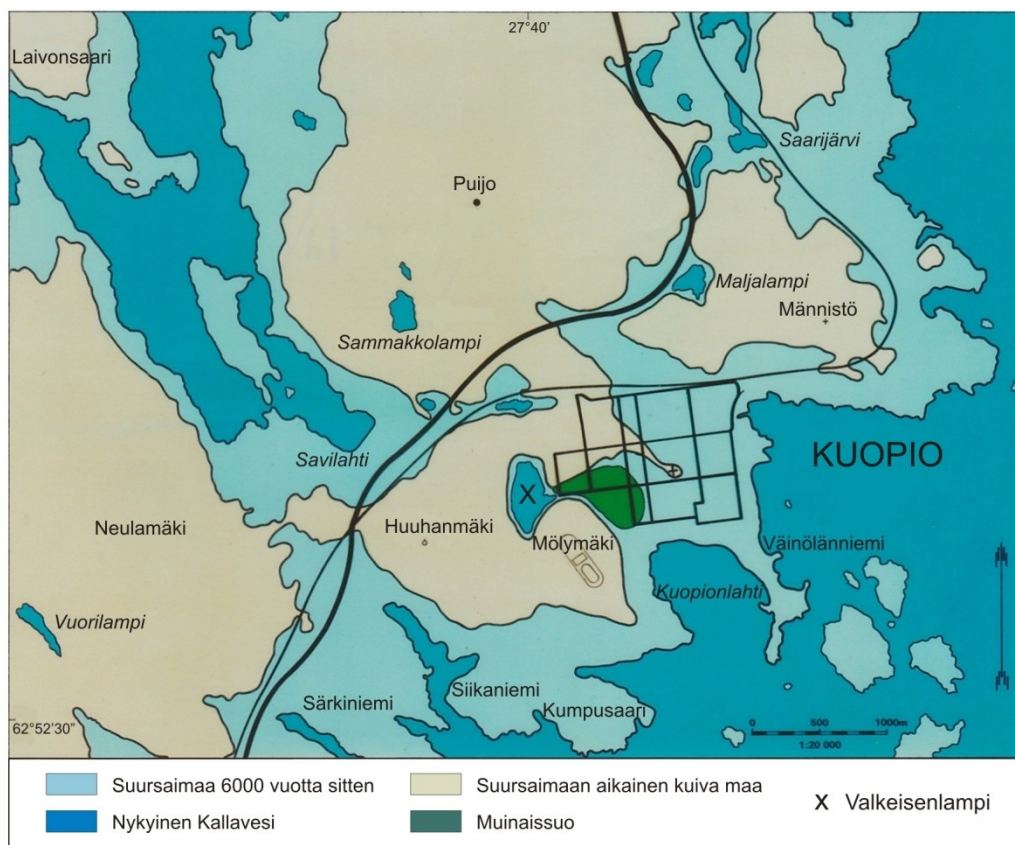 27°40'
Laivonsaari
Saarijärvi
Puijo
Maljalampi
Männistö
Sammakkolampi
Savilahti
KUOPIO
X
Neulamäki
Huuhanmäki
Mölymäki
Väinölänniemi
Kuopionlahti
Vuorilampi
Siikaniemi
Särkiniemi
Kumpusaari
62°52'30"
0 500 1000m
1:20 000
Suursaimaa 6000 vuotta sitten
Suursaimaan aikainen kuiva maa
X Valkeisenlampi
Nykyinen Kallavesi
Muinaissuo